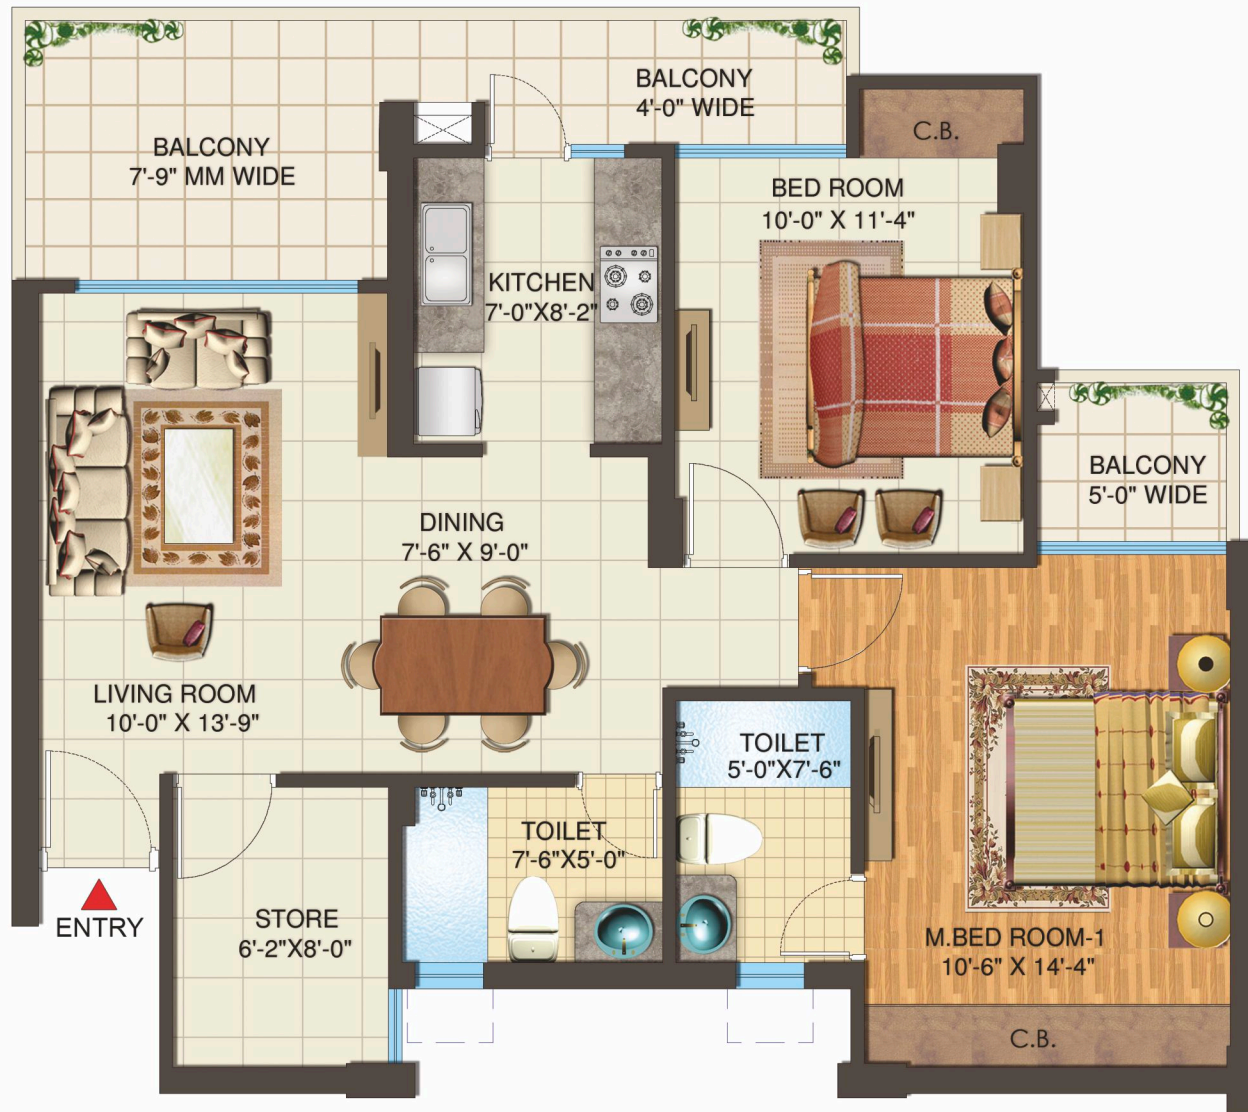 BALCONY
4'-0" WIDE
C.B.
BALCONY
7'-9" MM WIDE
BED ROOM
10'-0" X 11'-4"
KITCHEN
7'-0"X8'-2"
BALCONY
5'-0" WIDE
DINING
7'-6" X 9'-0"
LIVING ROOM
10'-0" X 13'-9"
TOILET
5'-0"X7'-6"
TOILET
7'-6"X5'-0"
ENTRY
STORE
6'-2"X8'-0"
M.BED ROOM-1
10'-6" X 14'-4"
C.B.